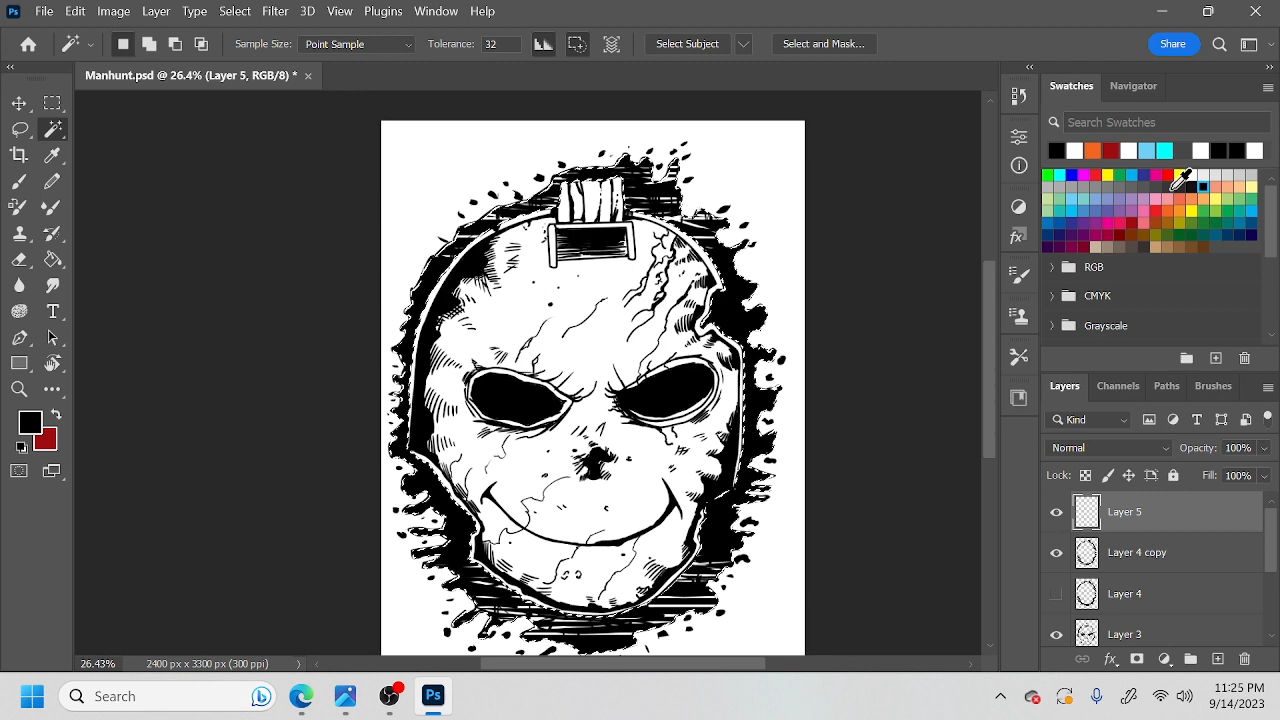 Ps File Edit Image Layer Type Select Filter 3D View Plugins Window Help
Sample Size: Point Sample Tolerance: 32 Select Subject Select and Mask... Share
Manhunt.psd @ 26.4% (Layer 5, RGB/8) *
Swatches Navigator
Search Swatches
RGB
CMYK
Grayscale
Layers Channels Paths Brushes
Kind
Normal Opacity: 100%
Lock: Fill: 100%
Layer 5
Layer 4 copy
Layer 4
Layer 3
26.43% 2400 px x 3300 px (300 ppi)
Search Ps 11:25 PM
9/14/2023